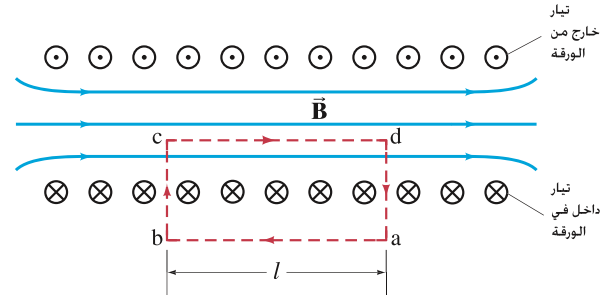 تيار
خارج من
الورقة
B
c
d
تيار
داخل في
الورقة
b
a
l